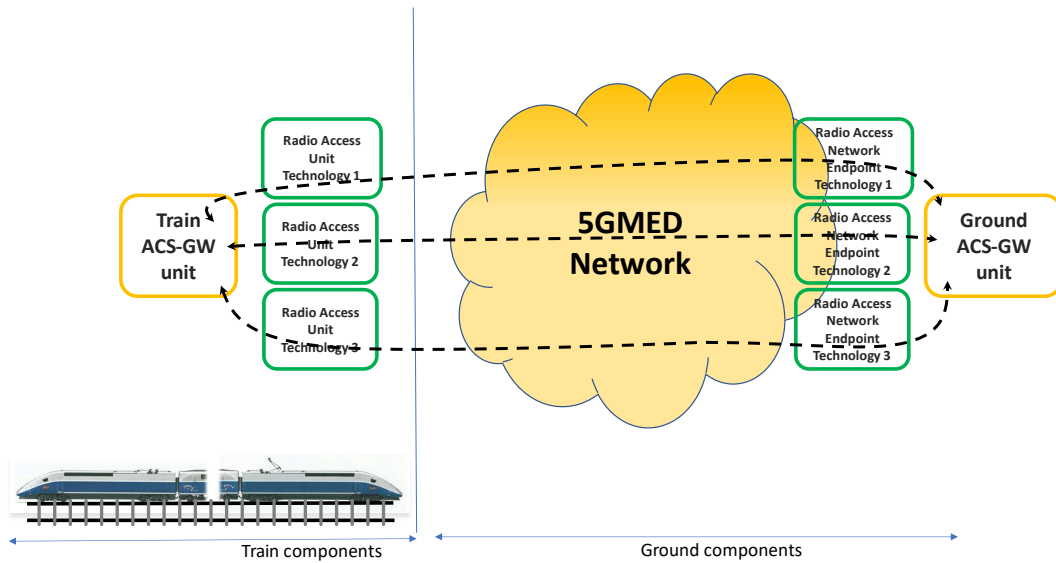 Radio Access
Unit
Technology 1
Radio Access
Network
Endpoint
Technology 1
Train
ACS-GW
unit
Radio Access
Unit
Technology 2
5GMED
Network
Radio Access
Network
Endpoint
Technology 2
Ground
ACS-GW
unit
Radio Access
Unit
Technology 3
Radio Access
Network
Endpoint
Technology 3
Train components
Ground components